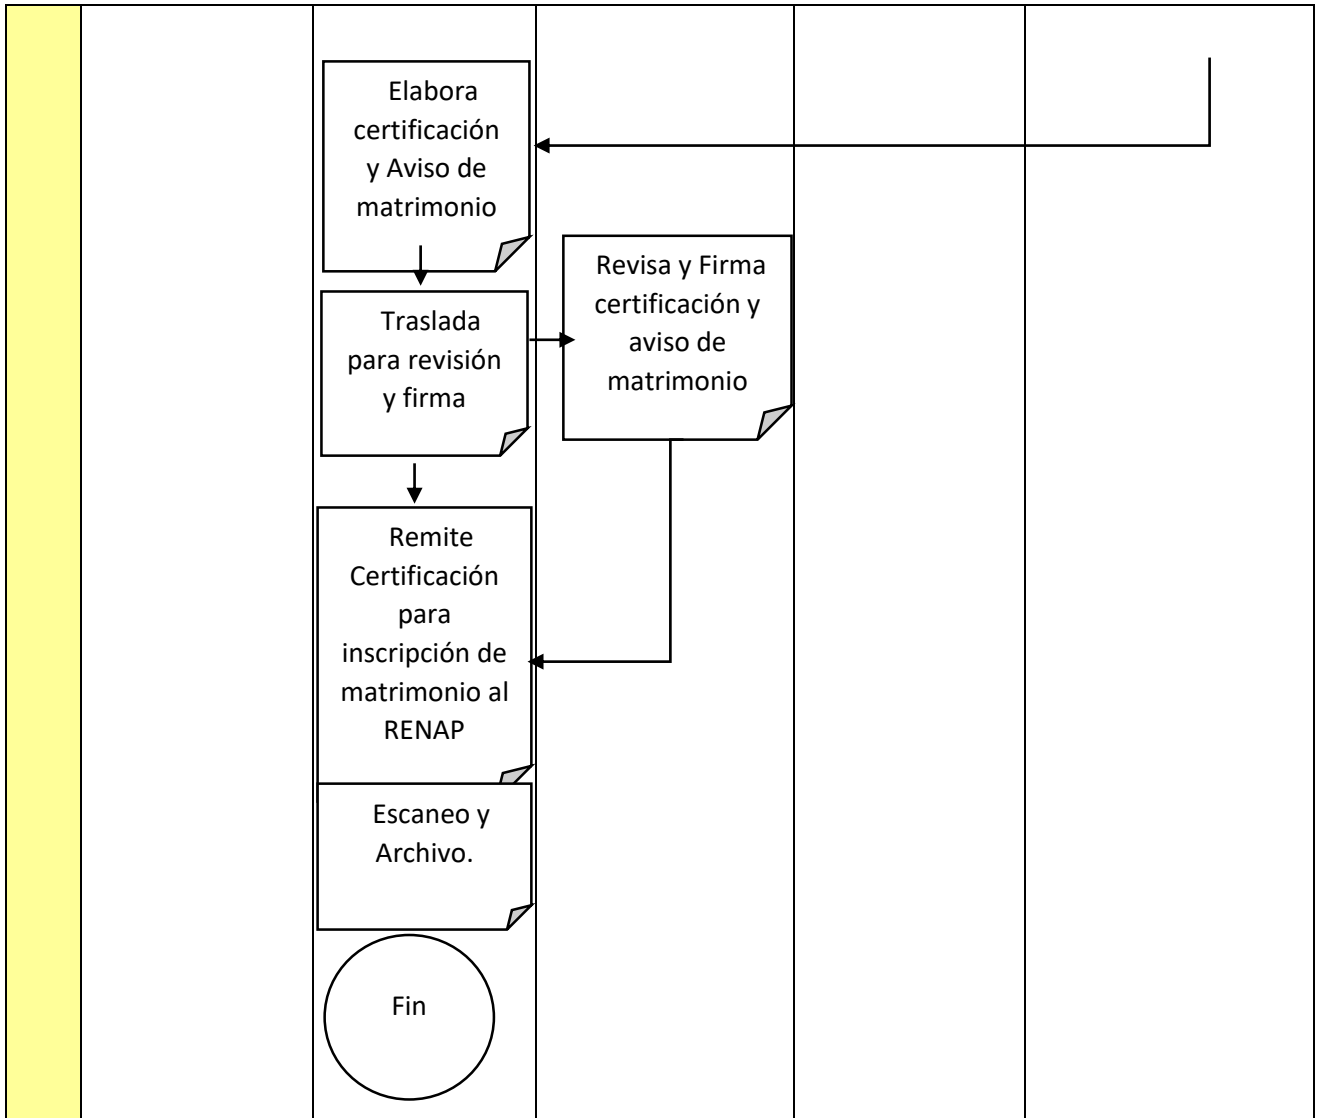 Elabora
certificación
y Aviso de
matrimonio
Traslada
para revisión
y firma
Revisa y Firma
certificación y
aviso de
matrimonio
Remite
Certificación
para
inscripción de
matrimonio al
RENAP
Escaneo y
Archivo.
Fin